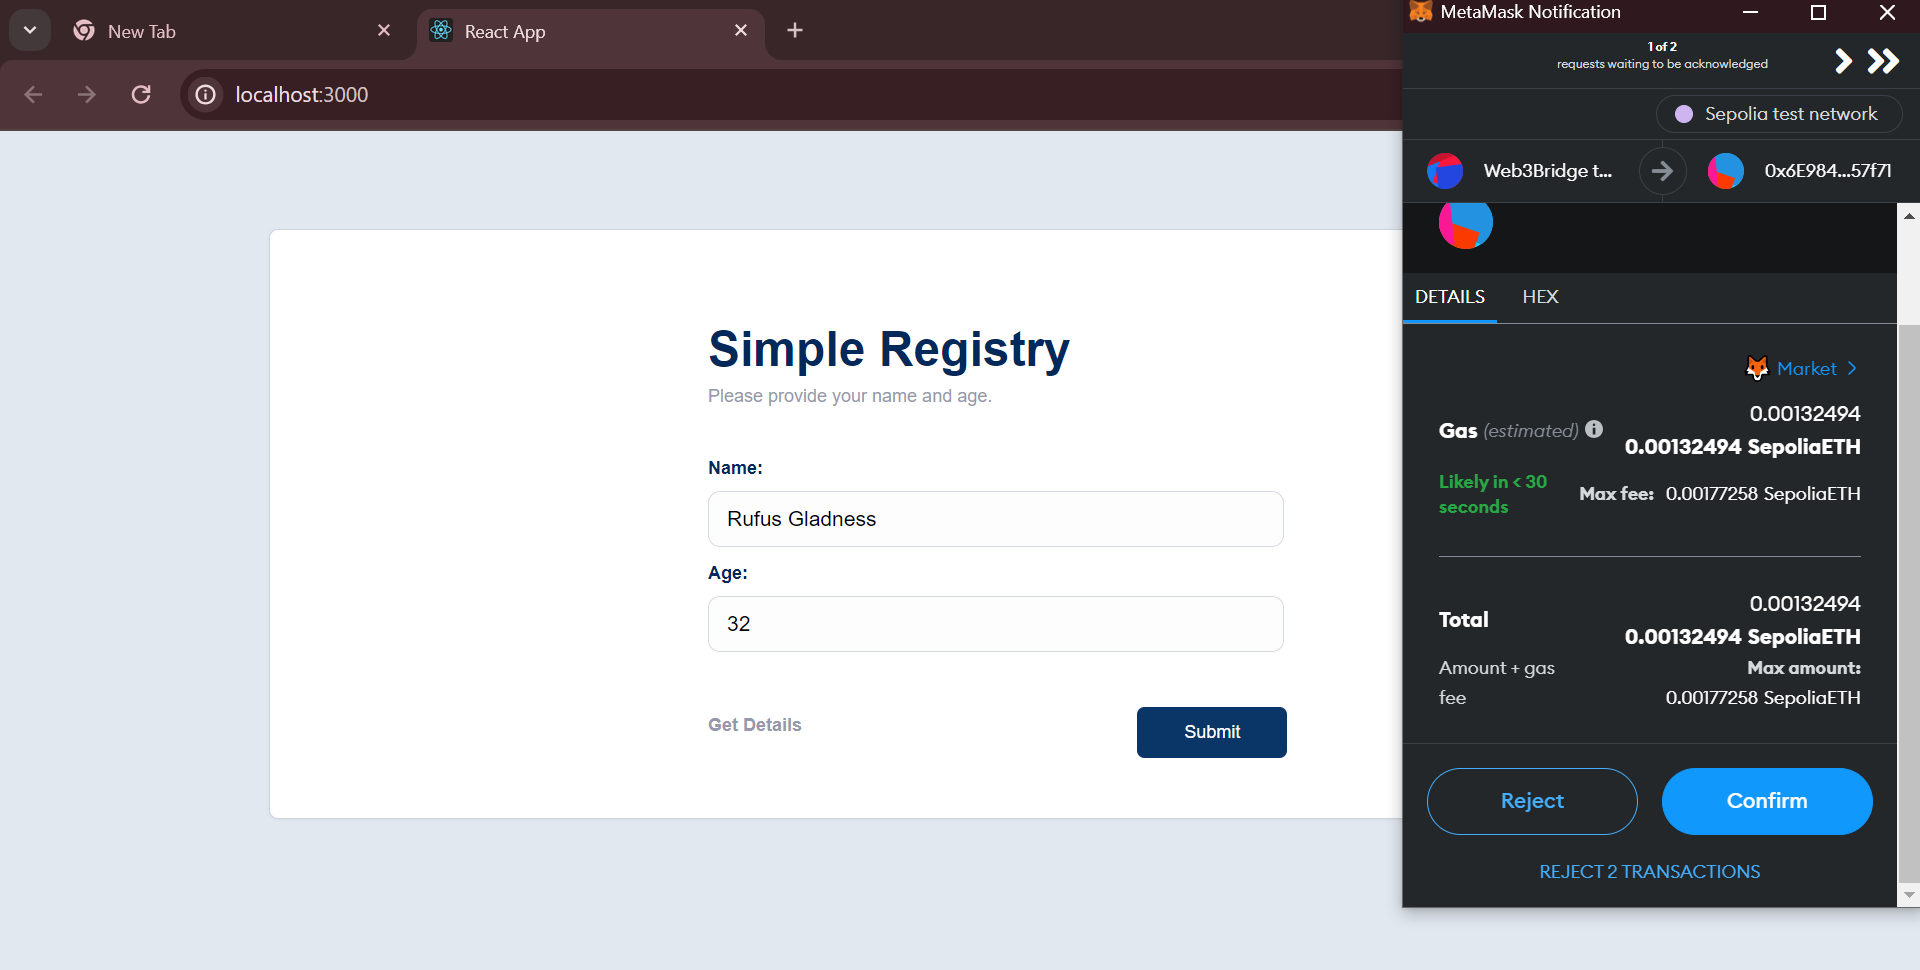 New Tab
React App
localhost:3000
Simple Registry
Please provide your name and age.
Name:
Rufus Gladness
Age:
32
Get Details
Submit
MetaMask Notification
1 of 2
requests waiting to be acknowledged
Sepolia test network
Web3Bridge t...
0x6E984...57f71
DETAILS
HEX
Market
0.00132494
Gas (estimated)
0.00132494 SepoliaETH
Likely in < 30
seconds
Max fee: 0.00177258 SepoliaETH
0.00132494
Total
0.00132494 SepoliaETH
Amount + gas
fee
Max amount:
0.00177258 SepoliaETH
Reject
Confirm
REJECT 2 TRANSACTIONS